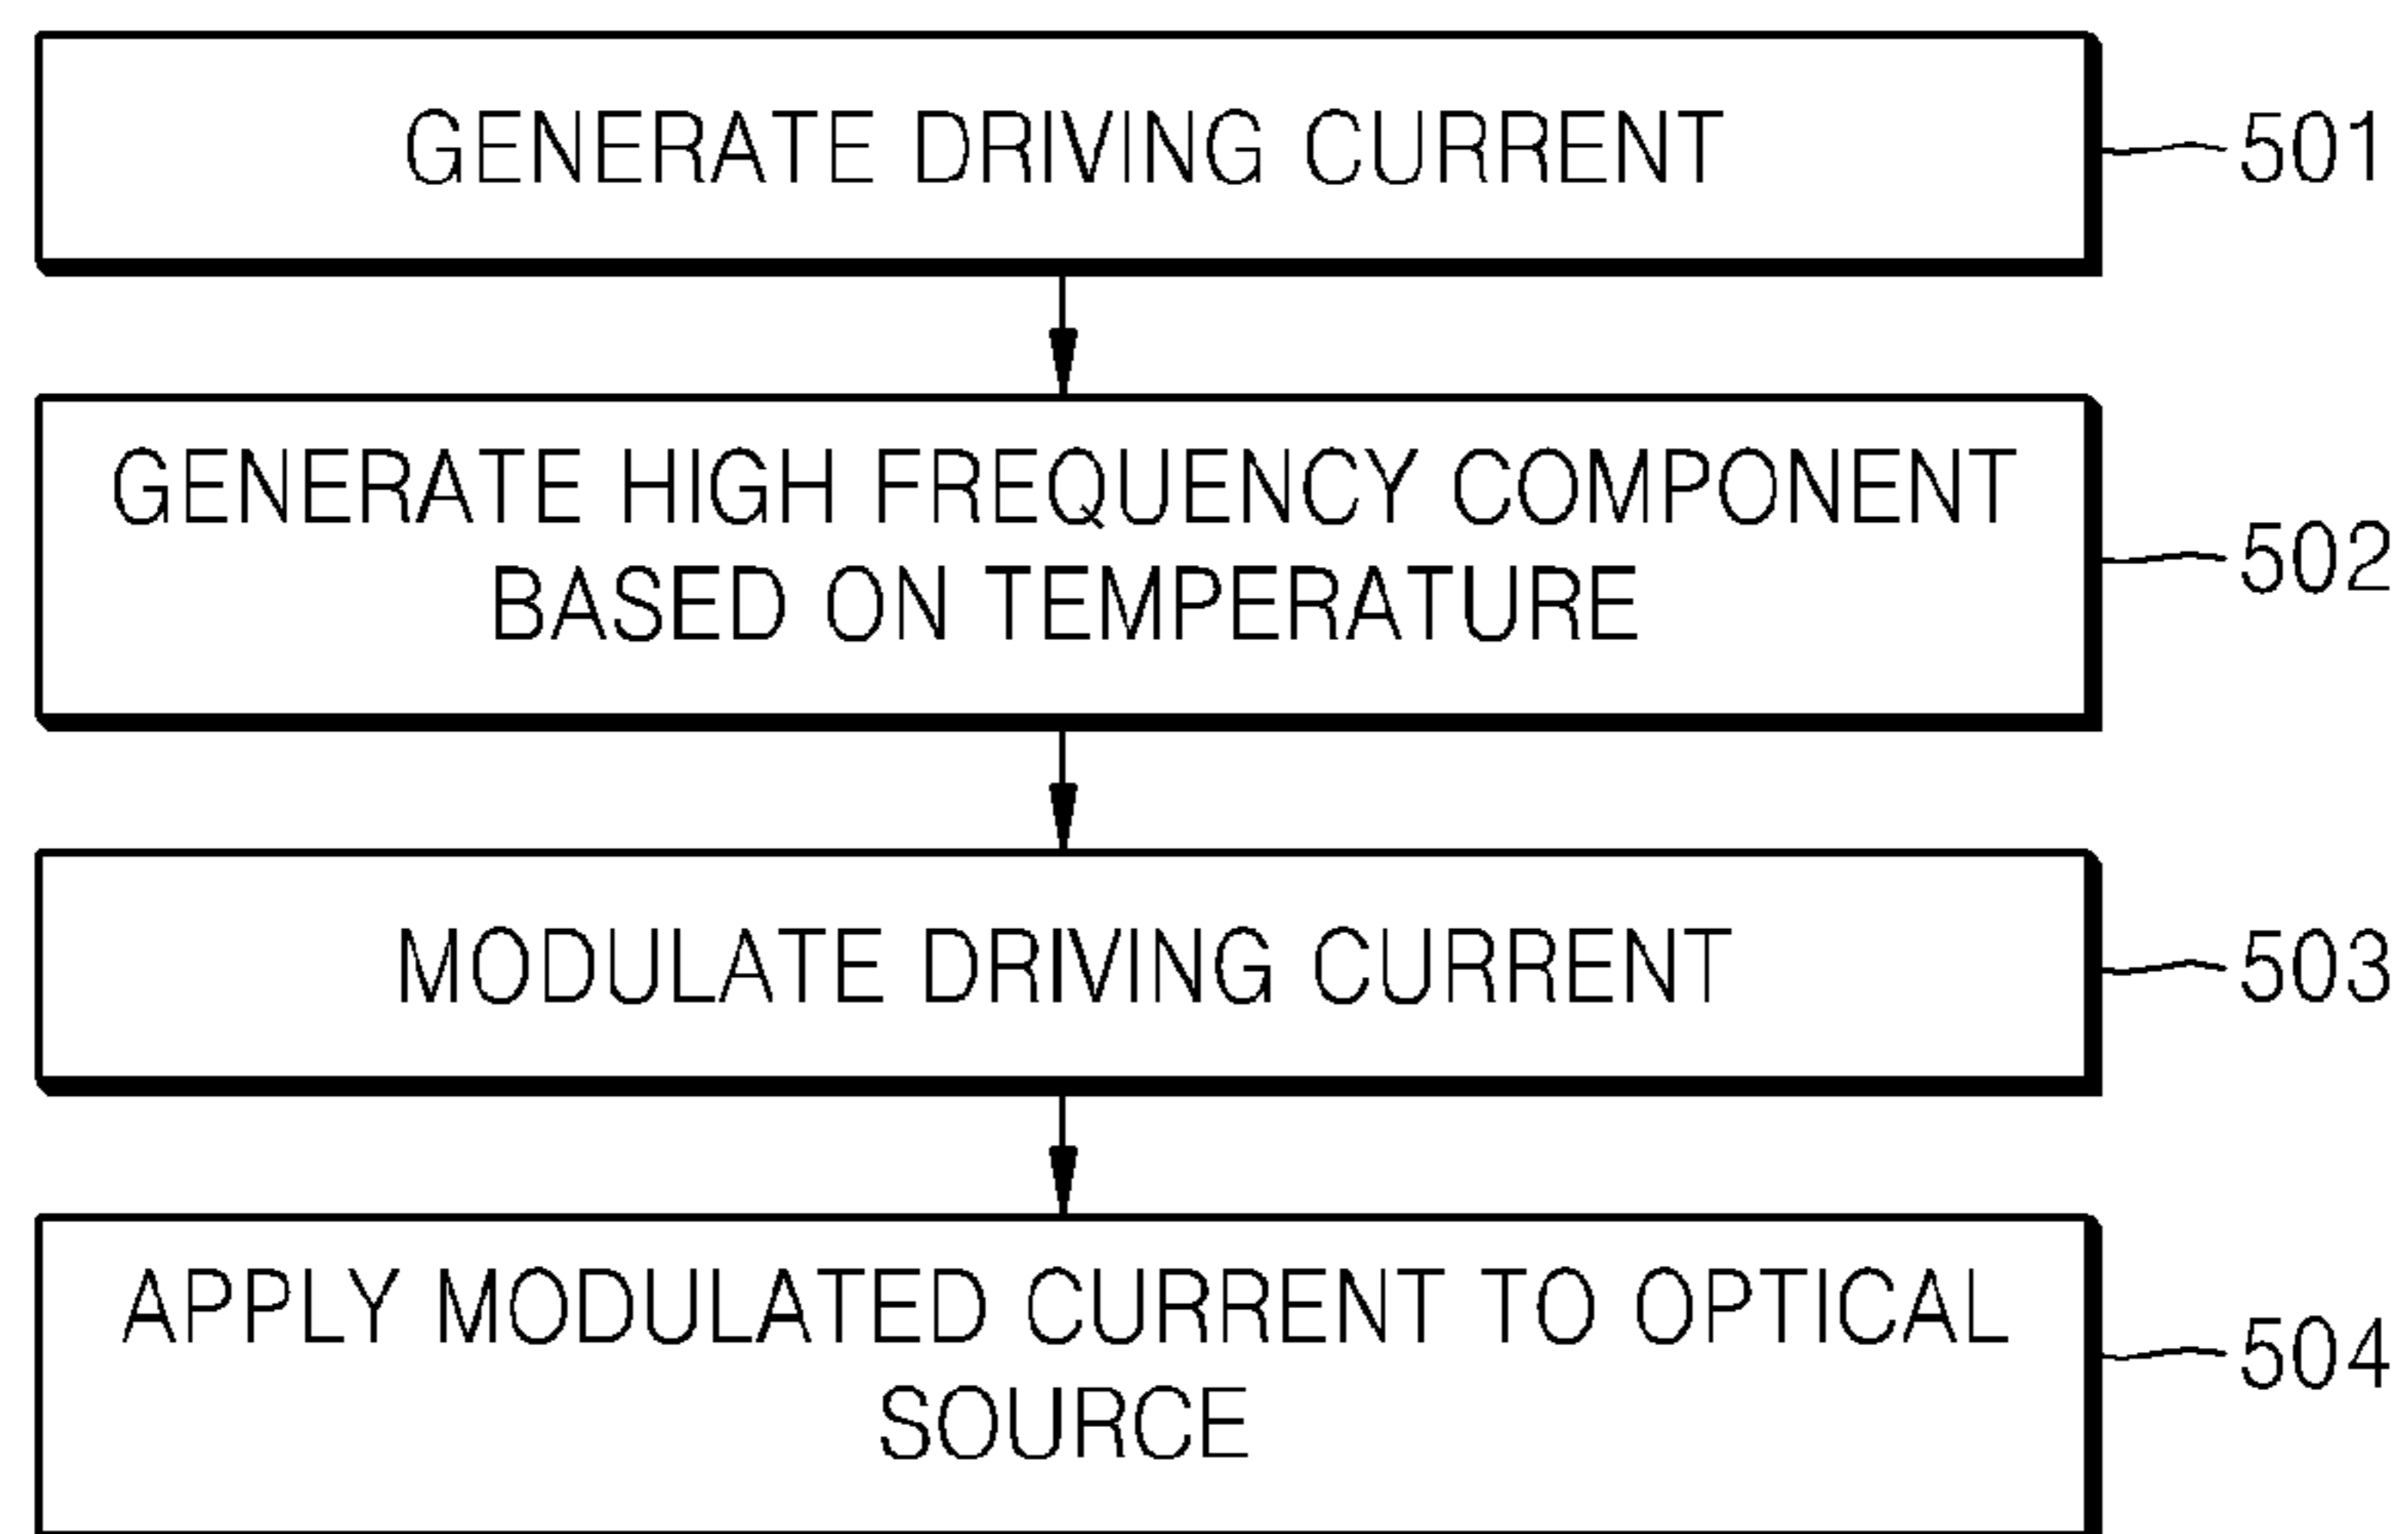 GENERATE DRIVING CURRENT
501
GENERATE HIGH FREQUENCY COMPONENT
BASED ON TEMPERATURE
502
MODULATE DRIVING CURRENT
503
APPLY MODULATED CURRENT TO OPTICAL
SOURCE
504